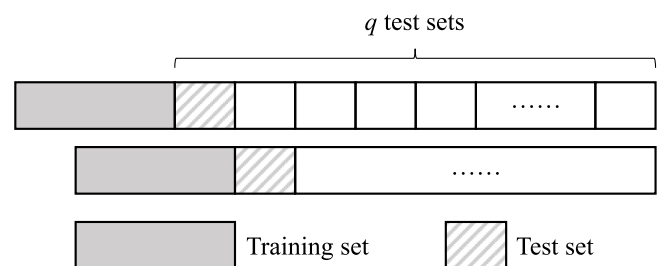 q test sets
......
......
Training set
Test set